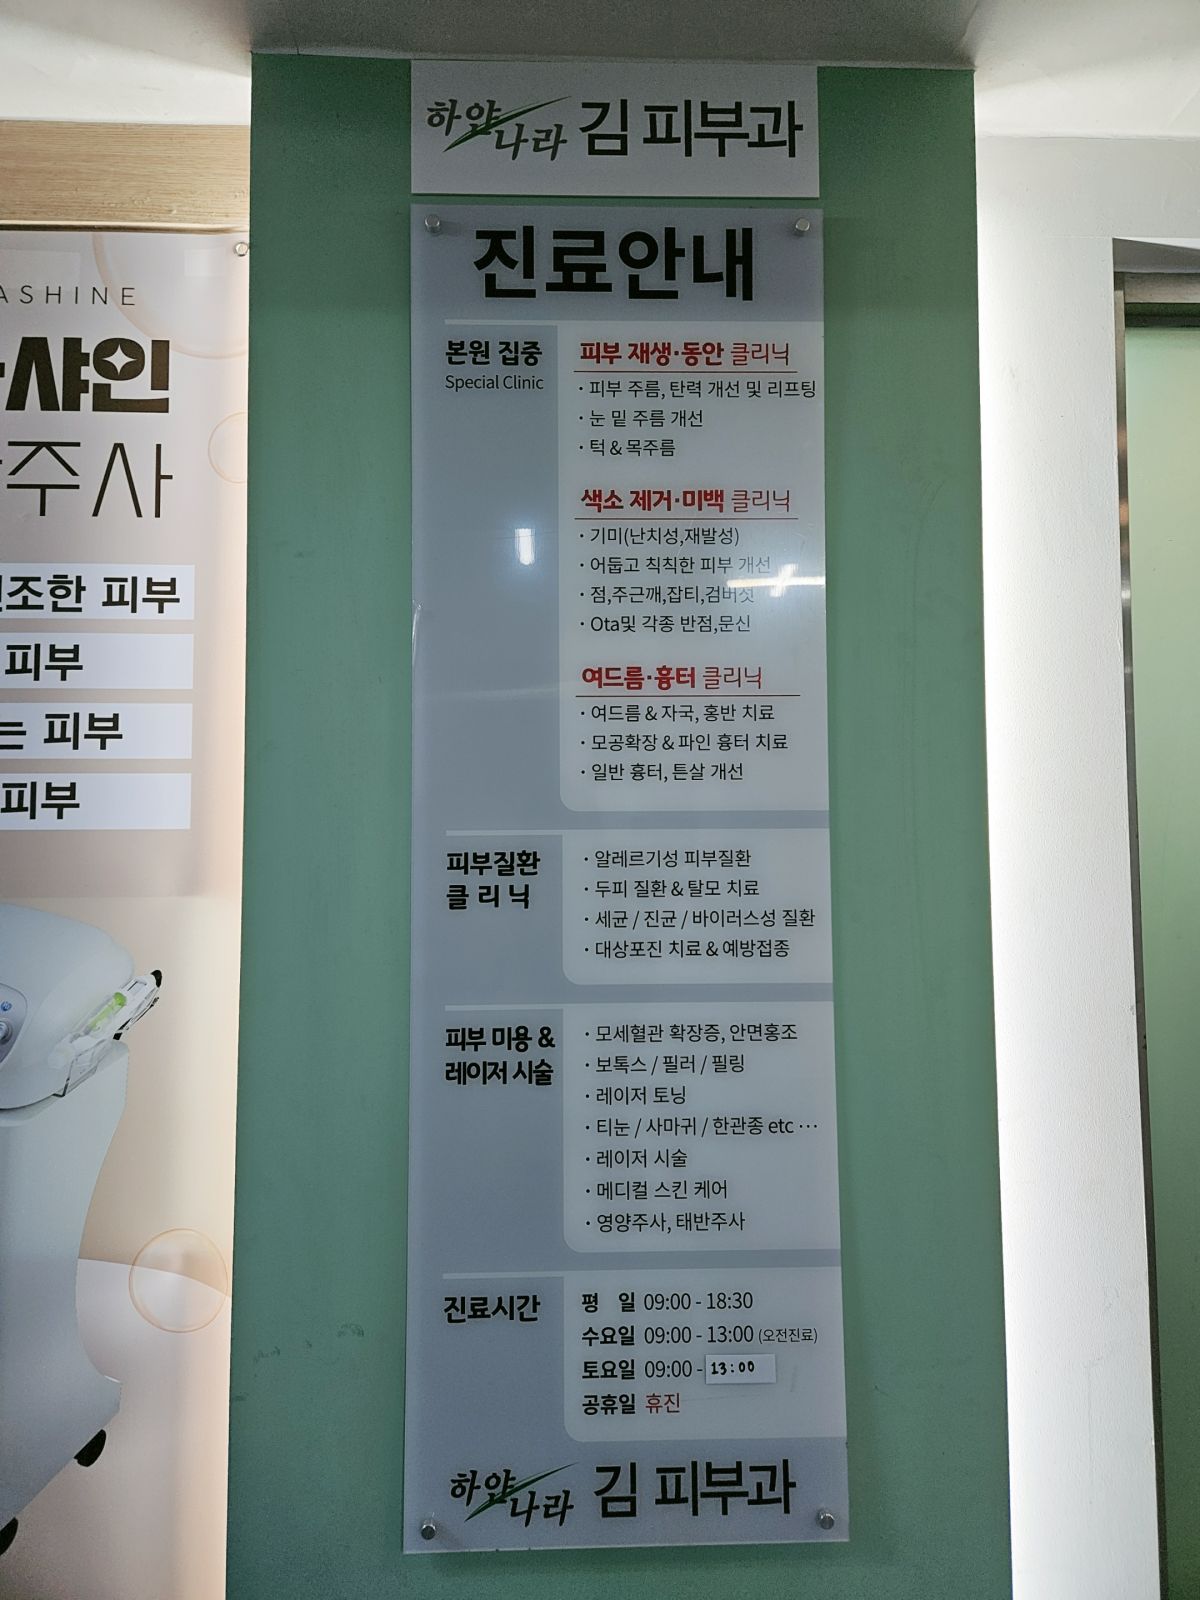 하얀나라 김 피부과
진료안내
본원 집중
Special Clinic
피부 재생·동안 클리닉
· 피부 주름, 탄력 개선 및 리프팅
· 눈 밑 주름 개선
· 턱 & 목주름
색소 제거·미백 클리닉
· 기미(난치성,재발성)
· 어둡고 칙칙한 피부 개선
· 점,주근깨,잡티,검버섯
· Ota및 각종 반점,문신
여드름·흉터 클리닉
· 여드름 & 자국, 홍반 치료
· 모공확장 & 파인 흉터 치료
· 일반 흉터, 튼살 개선
피부질환
클리닉
· 알레르기성 피부질환
· 두피 질환 & 탈모 치료
· 세균 / 진균 / 바이러스성 질환
· 대상포진 치료 & 예방접종
피부 미용 &
레이저 시술
· 모세혈관 확장증, 안면홍조
· 보톡스 / 필러 / 필링
· 레이저 토닝
· 티눈 / 사마귀 / 한관종 etc ···
· 레이저 시술
· 메디컬 스킨 케어
· 영양주사, 태반주사
진료시간
평 일 09:00 - 18:30
수요일 09:00 - 13:00 (오전진료)
토요일 09:00 - 13:00
공휴일 휴진
하얀나라 김 피부과
ASHINE
샤인
주사
조한 피부
피부
는 피부
피부